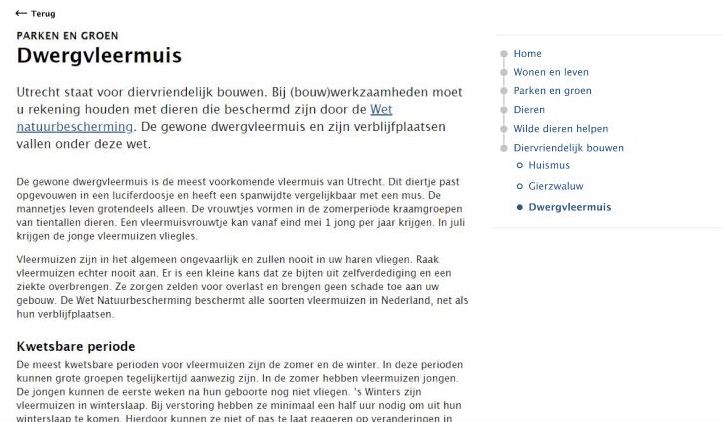 ← Terug
PARKEN EN GROEN
Dwergvleermuis
Utrecht staat voor diervriendelijk bouwen. Bij (bouw)werkzaamheden moet
u rekening houden met dieren die beschermd zijn door de Wet
natuurbescherming. De gewone dwergvleermuis en zijn verblijfplaatsen
vallen onder deze wet.
De gewone dwergvleermuis is de meest voorkomende vleermuis van Utrecht. Dit diertje past
opgevouwen in een luciferdoosje en heeft een spanwijdte vergelijkbaar met een mus. De
mannetjes leven grotendeels alleen. De vrouwtjes vormen in de zomerperiode kraamgroepen
van tientallen dieren. Een vleermuisvrouwtje kan vanaf eind mei 1 jong per jaar krijgen. In juli
krijgen de jonge vleermuizen vliegles.
Vleermuizen zijn in het algemeen ongevaarlijk en zullen nooit in uw haren vliegen. Raak
vleermuizen echter nooit aan. Er is een kleine kans dat ze bijten uit zelfverdediging en een
ziekte overbrengen. Ze zorgen zelden voor overlast en brengen geen schade toe aan uw
gebouw. De Wet Natuurbescherming beschermt alle soorten vleermuizen in Nederland, net als
hun verblijfplaatsen.
Kwetsbare periode
De meest kwetsbare perioden voor vleermuizen zijn de zomer en de winter. In deze perioden
kunnen grote groepen tegelijkertijd aanwezig zijn. In de zomer hebben vleermuizen jongen.
De jongen kunnen de eerste weken na hun geboorte nog niet vliegen. 's Winters zijn
vleermuizen in winterslaap. Bij verstoring hebben ze minimaal een half uur nodig om uit hun
winterslaap te komen. Hierdoor kunnen ze niet of pas te laat reageren op veranderingen in
Home
Wonen en leven
Parken en groen
Dieren
Wilde dieren helpen
Diervriendelijk bouwen
Huismus
Gierzwaluw
Dwergvleermuis